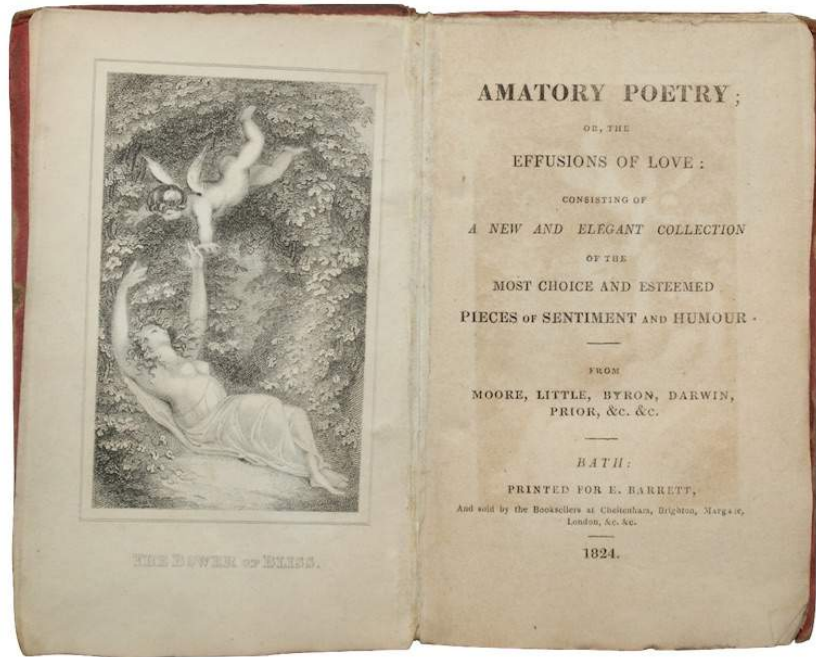 THE BOWER OF BLISS.
AMATORY POETRY;
OR, THE
EFFUSIONS OF LOVE:
CONSISTING OF
A NEW AND ELEGANT COLLECTION
OF THE
MOST CHOICE AND ESTEEMED
PIECES OF SENTIMENT AND HUMOUR.
FROM
MOORE, LITTLE, BYRON, DARWIN,
PRIOR, &C. &C.
BATH:
PRINTED FOR E. BARRETT,
And sold by the Booksellers at Cheltenham, Brighton, Margate,
London, &c. &c.
1824.